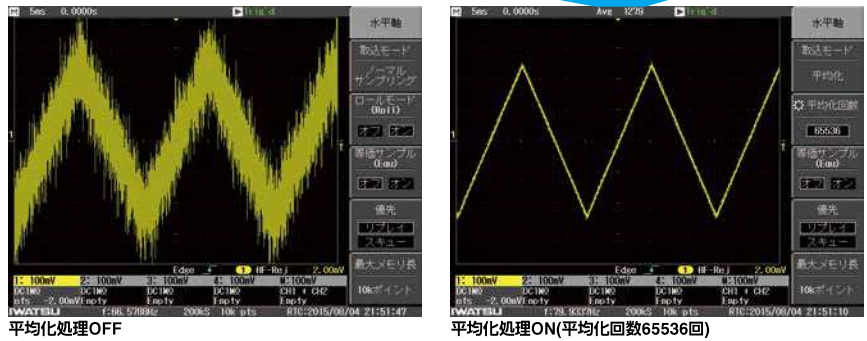 M 5ms 0.0000s Trig'd
水平軸
取込モード
ノーマル
サンプリング
ロールモード
(Roll)
オフ オン
等価サンプル
(Equ)
オフ オン
優先
リプレイ
スキュー
最大メモリ長
10kポイント
Edge 1 HF-Rej 2.00mV
1: 100mV 2: 100mV 3: 100mV 4: 100mV M:100mV
DC1MΩ DC1MΩ DC1MΩ DC1MΩ CH1 + CH2
pts -2.00mV Empty Empty Empty Empty
IWATSU 200kS 10k pts RTC:2015/08/04 21:51:47
平均化処理OFF
M 5ms 0.0000s Avg 1279 Trig'd
水平軸
取込モード
平均化
平均化回数
65536
等価サンプル
(Equ)
オフ オン
優先
リプレイ
スキュー
最大メモリ長
10kポイント
Edge 1 HF-Rej 2.00mV
1: 100mV 2: 100mV 3: 100mV 4: 100mV M:100mV
DC1MΩ DC1MΩ DC1MΩ DC1MΩ CH1 + CH2
pts -2.00mV Empty Empty Empty Empty
IWATSU 200kS 10k pts RTC:2015/08/04 21:51:10
平均化処理ON(平均化回数65536回)